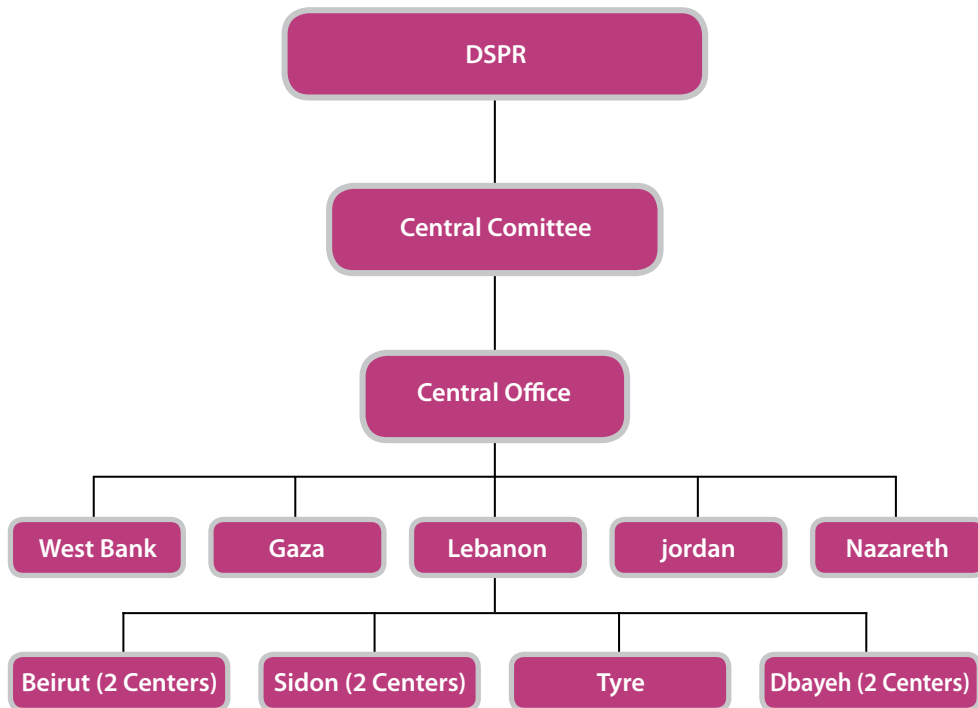 DSPR
Central Comittee
Central Office
West Bank
Gaza
Lebanon
jordan
Nazareth
Beirut (2 Centers)
Sidon (2 Centers)
Tyre
Dbayeh (2 Centers)